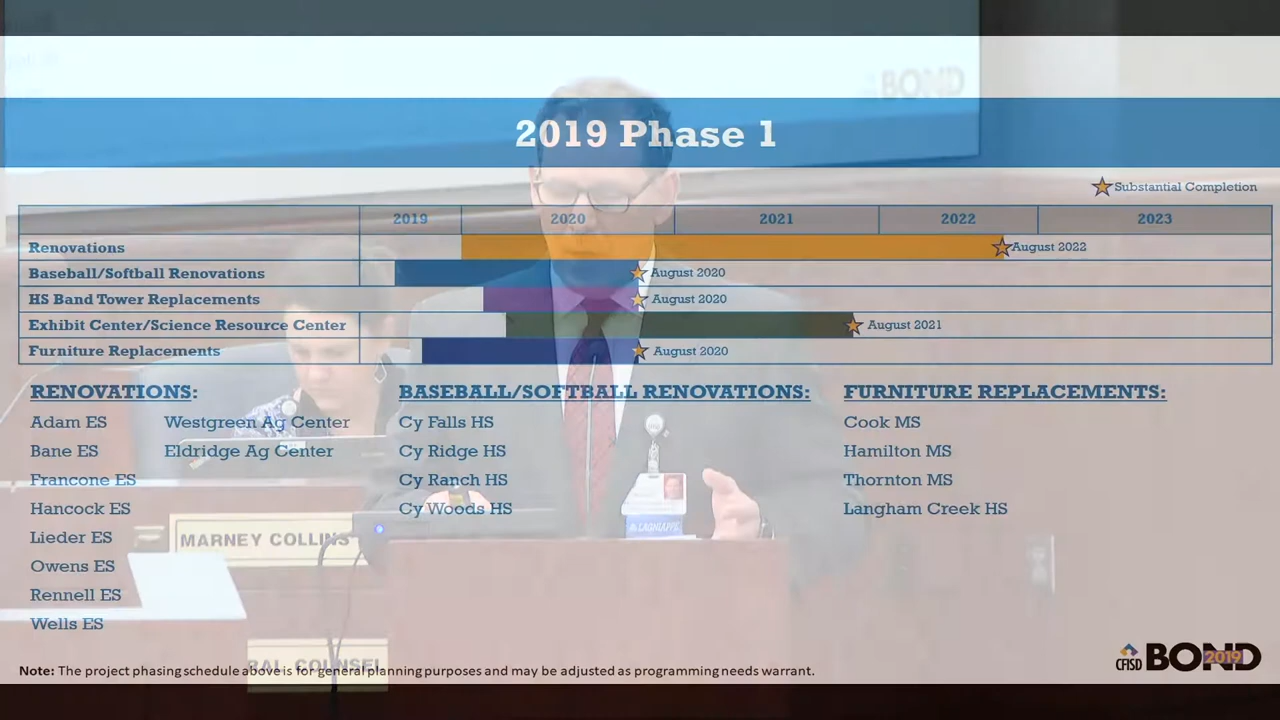 BOND
2019 Phase 1
Substantial Completion
2019 2020 2021 2022 2023
Renovations August 2022
Baseball/Softball Renovations August 2020
HS Band Tower Replacements August 2020
Exhibit Center/Science Resource Center August 2021
Furniture Replacements August 2020
RENOVATIONS:
Adam ES Westgreen Ag Center
Bane ES Eldridge Ag Center
Francone ES
Hancock ES
Lieder ES
Owens ES
Rennell ES
Wells ES
BASEBALL/SOFTBALL RENOVATIONS:
Cy Falls HS
Cy Ridge HS
Cy Ranch HS
Cy Woods HS
FURNITURE REPLACEMENTS:
Cook MS
Hamilton MS
Thornton MS
Langham Creek HS
LAGNIAPPE
MARNEY COLLINS
COUNSEL
Note: The project phasing schedule above is for general planning purposes and may be adjusted as programming needs warrant.
CFISD BOND 2019